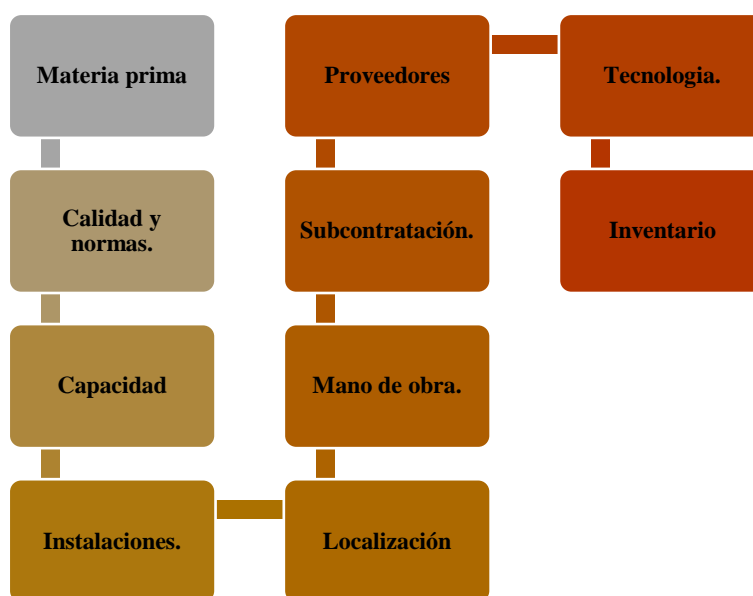 Materia prima
Calidad y
normas.
Capacidad
Instalaciones.
Localización
Mano de obra.
Subcontratación.
Proveedores
Tecnologia.
Inventario